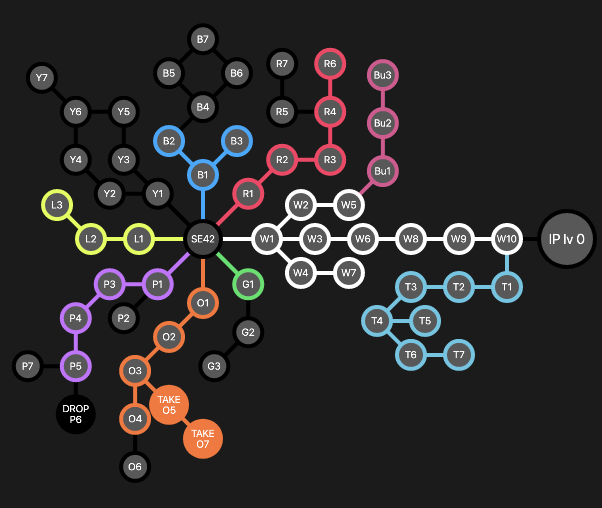 B7
R7
R6
B5
B6
Bu3
Y7
B4
Y6
Y5
R5
R4
Bu2
B2
B3
Y4
Y3
R2
R3
B1
Bu1
Y2
Y1
R1
L3
W2
W5
L2
L1
SE42
W1
W3
W6
W8
W9
W10
IP lv 0
W4
W7
P3
P1
G1
T3
T2
T1
O1
P4
P2
T4
T5
G2
O2
T6
T7
P7
P5
O3
G3
DROP
P6
TAKE
O5
O4
TAKE
O7
O6